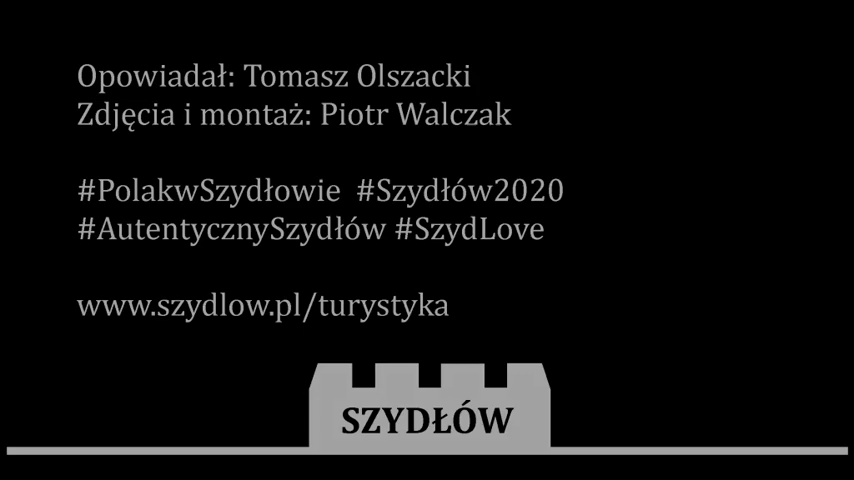 Opowiadał: Tomasz Olszacki
Zdjęcia i montaż: Piotr Walczak
#PolakwSzydłowie #Szydłów2020
#AutentycznySzydłów #SzydLove
www.szydlow.pl/turystyka
SZYDŁÓW